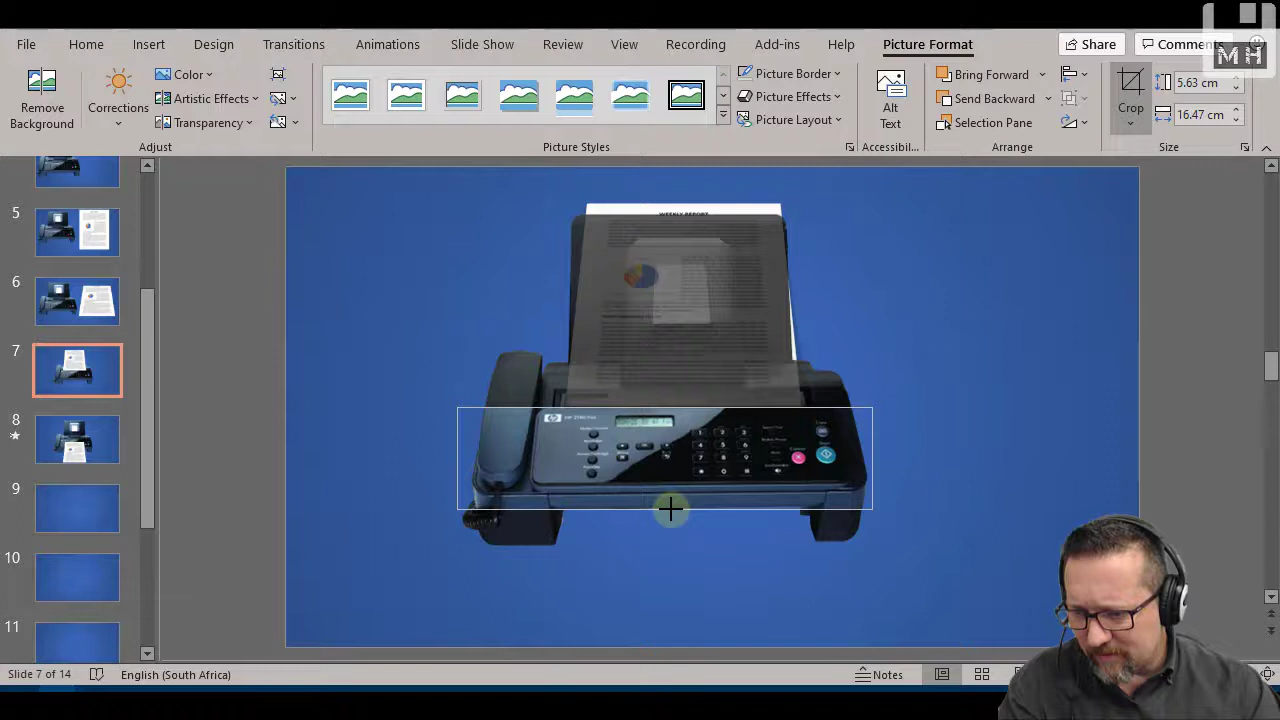 File Home Insert Design Transitions Animations Slide Show Review View Recording Add-ins Help Picture Format Share
MH
Remove Background
Corrections
Color
Artistic Effects
Transparency
Adjust
Picture Styles
Picture Border
Picture Effects
Picture Layout
Alt Text
Accessibil...
Bring Forward
Send Backward
Selection Pane
Arrange
Crop
5.63 cm
16.47 cm
Size
5
6
7
8
9
10
11
WEEKLY REPORT
hp
Slide 7 of 14 English (South Africa) Notes